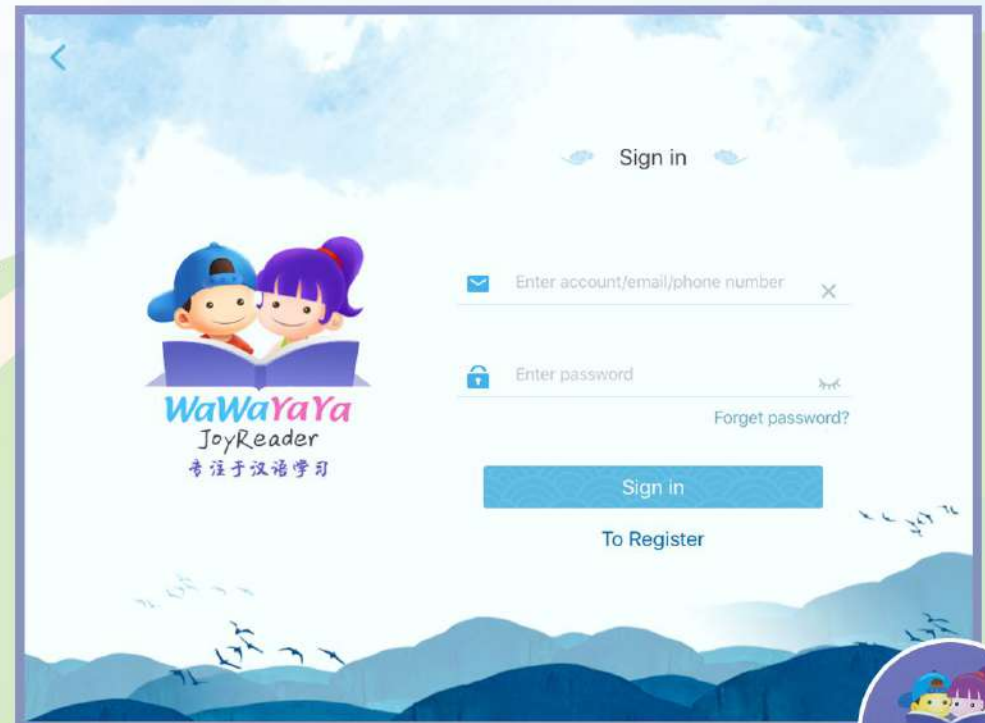 Sign in
Enter account/email/phone number
Enter password
Forget password?
Sign in
To Register
WaWaYaYa
JoyReader
专注于汉语学习